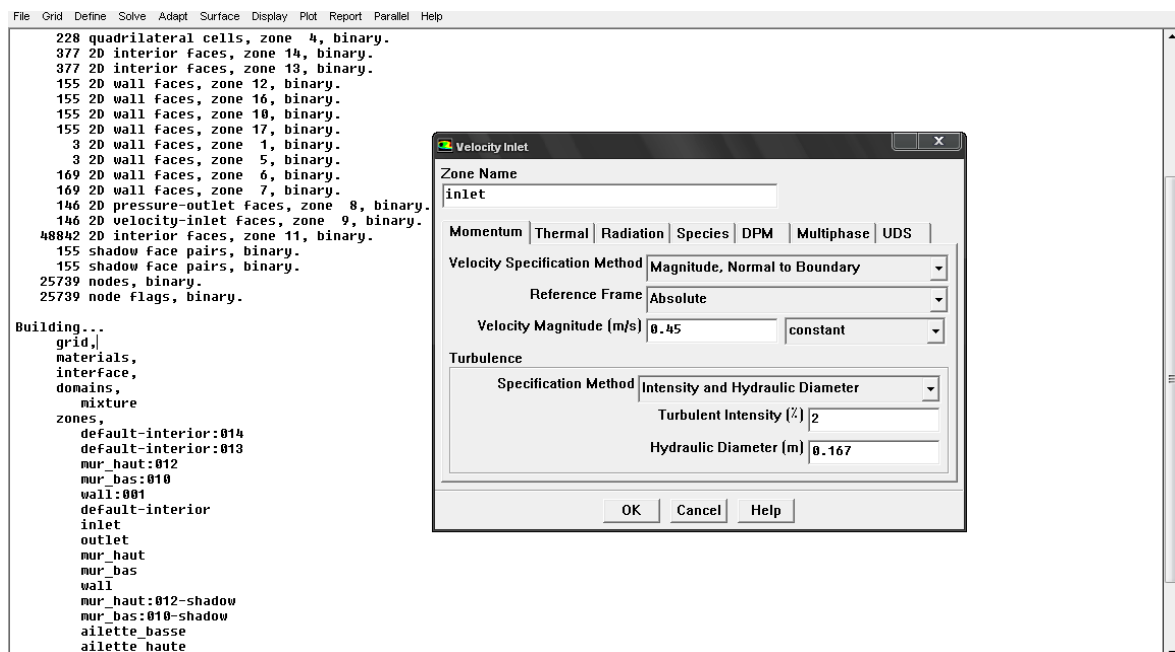 File Grid Define Solve Adapt Surface Display Plot Report Parallel Help
228 quadrilateral cells, zone 4, binary.
377 2D interior faces, zone 14, binary.
377 2D interior faces, zone 13, binary.
155 2D wall faces, zone 12, binary.
155 2D wall faces, zone 16, binary.
155 2D wall faces, zone 10, binary.
155 2D wall faces, zone 17, binary.
3 2D wall faces, zone 1, binary.
3 2D wall faces, zone 5, binary.
169 2D wall faces, zone 6, binary.
169 2D wall faces, zone 7, binary.
146 2D pressure-outlet faces, zone 8, binary.
146 2D velocity-inlet faces, zone 9, binary.
48842 2D interior faces, zone 11, binary.
155 shadow face pairs, binary.
155 shadow face pairs, binary.
25739 nodes, binary.
25739 node flags, binary.
Building...
grid,
materials,
interface,
domains,
mixture
zones,
default-interior:014
default-interior:013
mur_haut:012
mur_bas:010
wall:001
default-interior
inlet
outlet
mur_haut
mur_bas
wall
mur_haut:012-shadow
mur_bas:010-shadow
ailette_basse
ailette_haute
Velocity Inlet
Zone Name
inlet
Momentum Thermal Radiation Species DPM Multiphase UDS
Velocity Specification Method Magnitude, Normal to Boundary
Reference Frame Absolute
Velocity Magnitude (m/s) 0.45 constant
Turbulence
Specification Method Intensity and Hydraulic Diameter
Turbulent Intensity (%) 2
Hydraulic Diameter (m) 0.167
OK Cancel Help